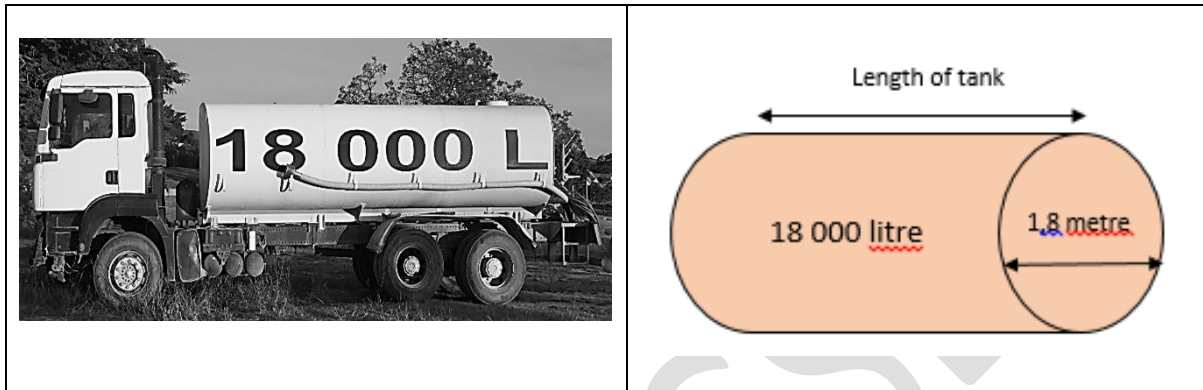 18 000 L
Length of tank
18 000 litre
1,8 metre